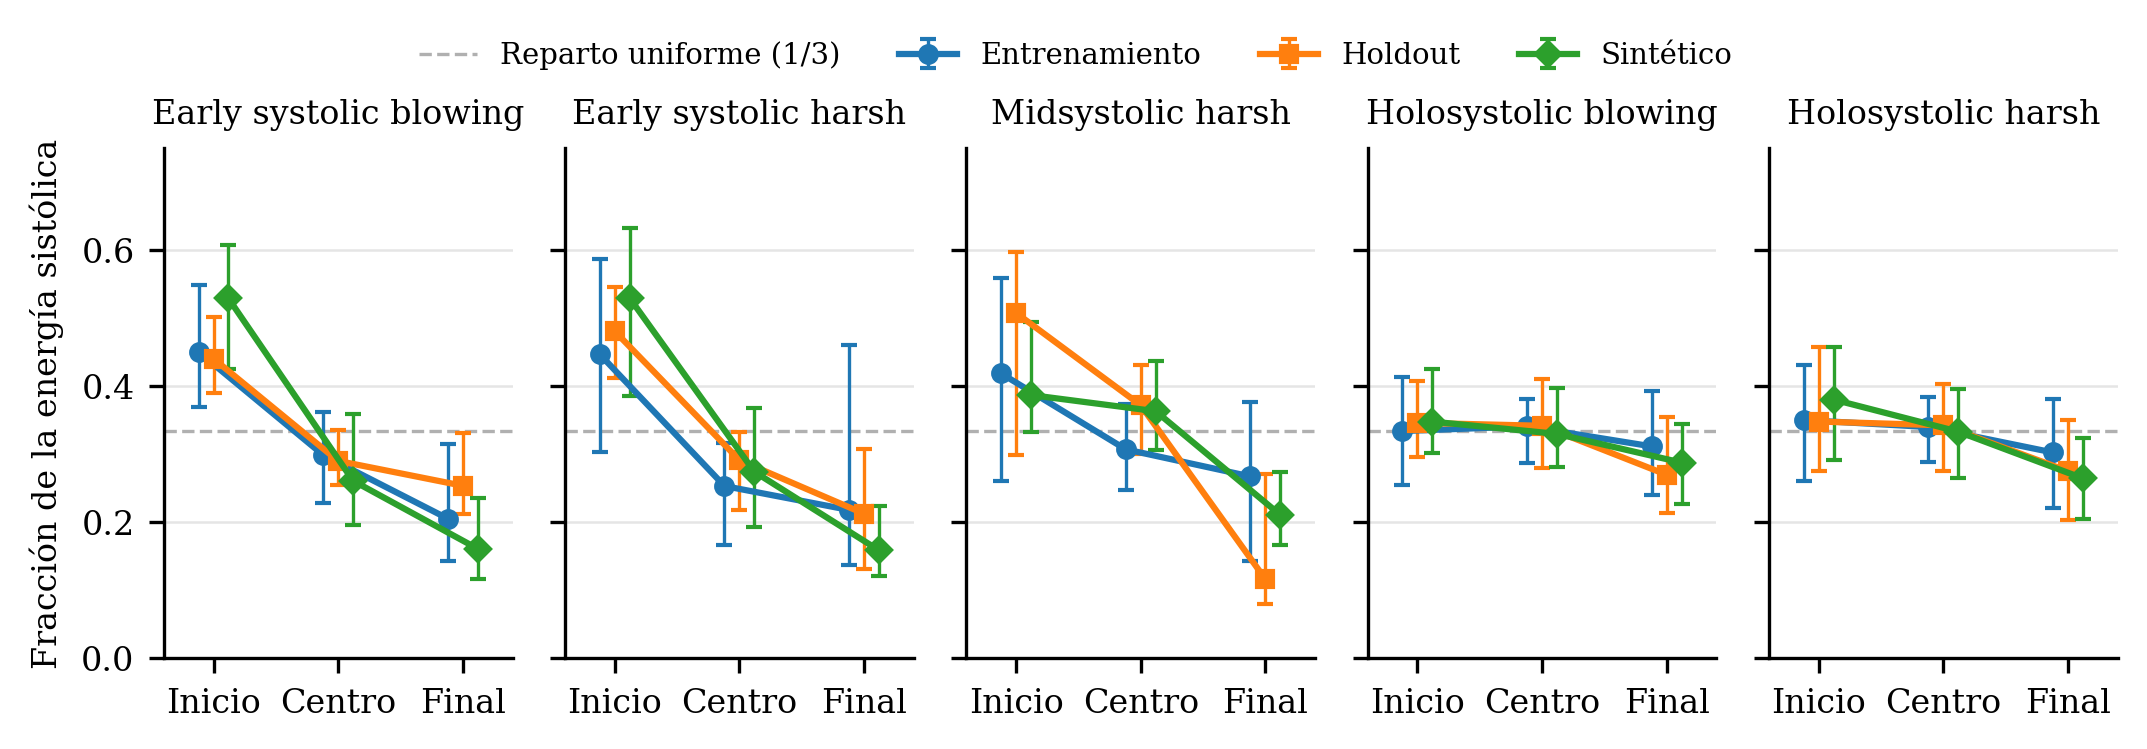 Reparto uniforme (1/3) Entrenamiento Holdout Sintético
Early systolic blowing Early systolic harsh Midsystolic harsh Holosystolic blowing Holosystolic harsh
Fracción de la energía sistólica
0.6
0.4
0.2
0.0
Inicio Centro Final Inicio Centro Final Inicio Centro Final Inicio Centro Final Inicio Centro Final